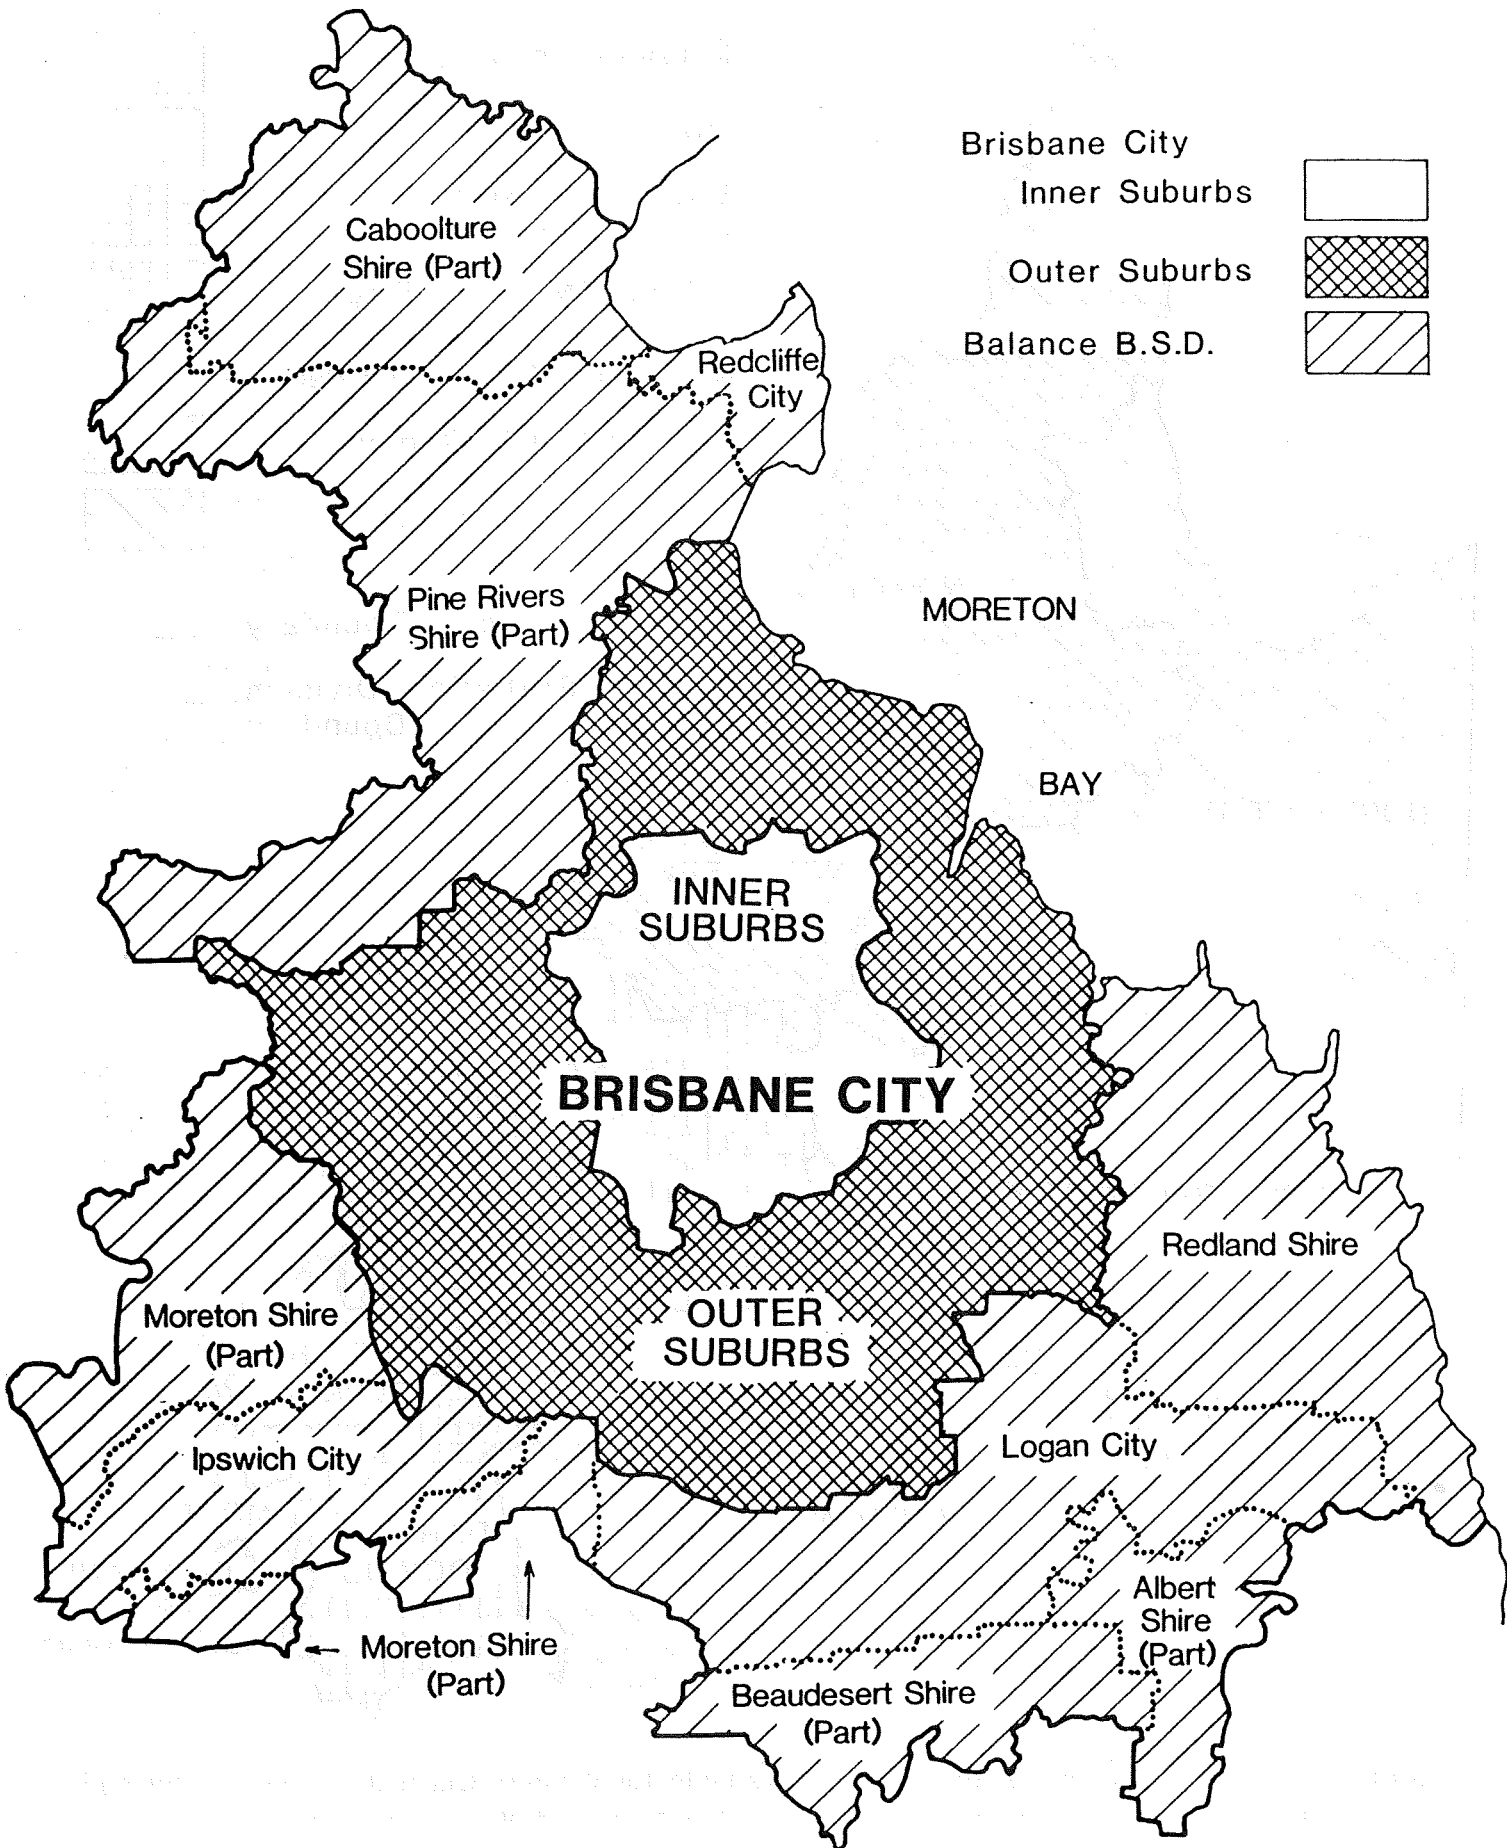 Brisbane City
Inner Suburbs
Outer Suburbs
Balance B.S.D.
Caboolture
Shire (Part)
Redcliffe
City
Pine Rivers
Shire (Part)
MORETON
BAY
INNER
SUBURBS
BRISBANE CITY
Redland Shire
Moreton Shire
(Part)
OUTER
SUBURBS
Ipswich City
Logan City
Albert
Shire
(Part)
Moreton Shire
(Part)
Beaudesert Shire
(Part)